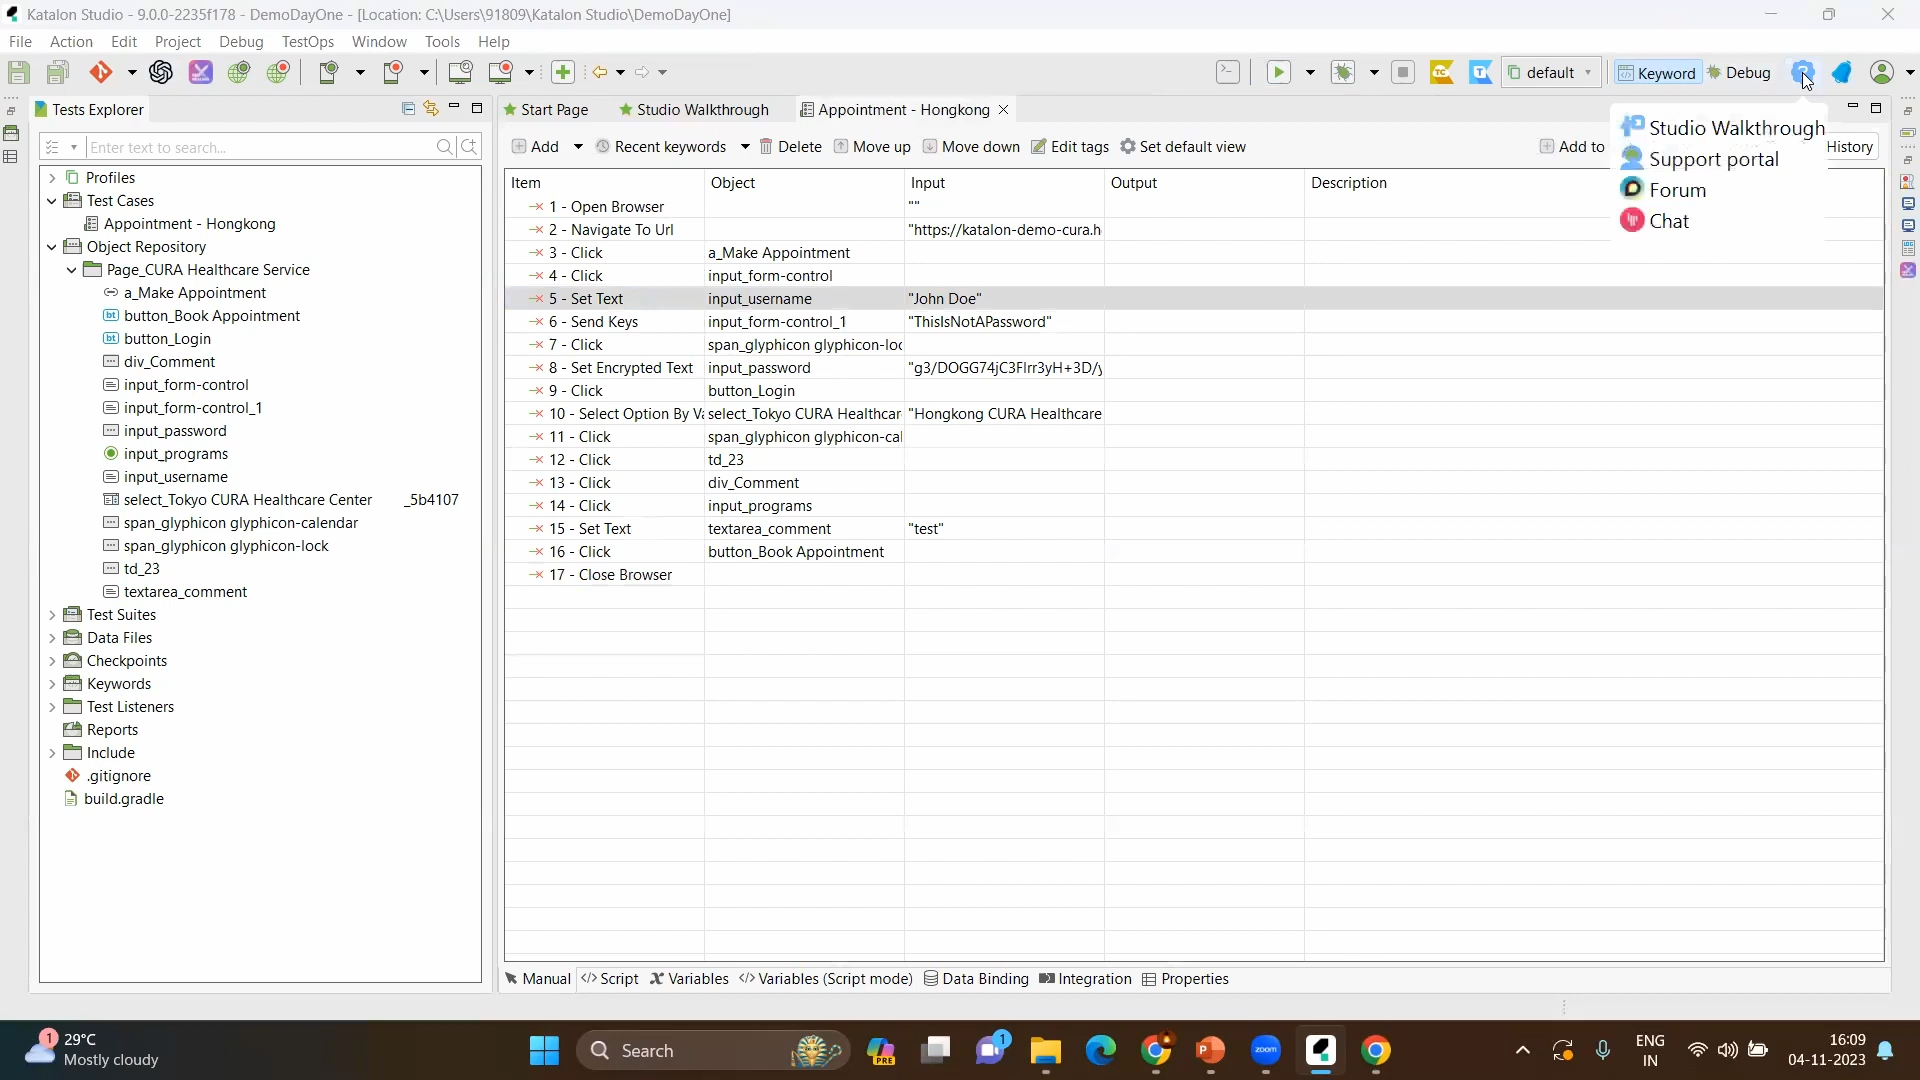 Katalon Studio - 9.0.0-2235f178 - DemoDayOne - [Location: C:\Users\91809\Katalon Studio\DemoDayOne]
File Action Edit Project Debug TestOps Window Tools Help
default Keyword Debug
Tests Explorer
Start Page Studio Walkthrough Appointment - Hongkong
Studio Walkthrough
Support portal
Forum
Chat
Enter text to search...
Add Recent keywords Delete Move up Move down Edit tags Set default view Add to History
Profiles
Test Cases
Appointment - Hongkong
Object Repository
Page_CURA Healthcare Service
a_Make Appointment
button_Book Appointment
button_Login
div_Comment
input_form-control
input_form-control_1
input_password
input_programs
input_username
select_Tokyo CURA Healthcare Center _5b4107
span_glyphicon glyphicon-calendar
span_glyphicon glyphicon-lock
td_23
textarea_comment
Test Suites
Data Files
Checkpoints
Keywords
Test Listeners
Reports
Include
.gitignore
build.gradle
Item Object Input Output Description
1 - Open Browser ""
2 - Navigate To Url "https://katalon-demo-cura.h
3 - Click a_Make Appointment
4 - Click input_form-control
5 - Set Text input_username "John Doe"
6 - Send Keys input_form-control_1 "ThisIsNotAPassword"
7 - Click span_glyphicon glyphicon-loc
8 - Set Encrypted Text input_password "g3/DOGG74jC3Flrr3yH+3D/y
9 - Click button_Login
10 - Select Option By Va select_Tokyo CURA Healthcar "Hongkong CURA Healthcare
11 - Click span_glyphicon glyphicon-cal
12 - Click td_23
13 - Click div_Comment
14 - Click input_programs
15 - Set Text textarea_comment "test"
16 - Click button_Book Appointment
17 - Close Browser
Manual Script Variables Variables (Script mode) Data Binding Integration Properties
1 29°C
Mostly cloudy
Search
PRE
1
zoom
ENG
IN
16:09
04-11-2023